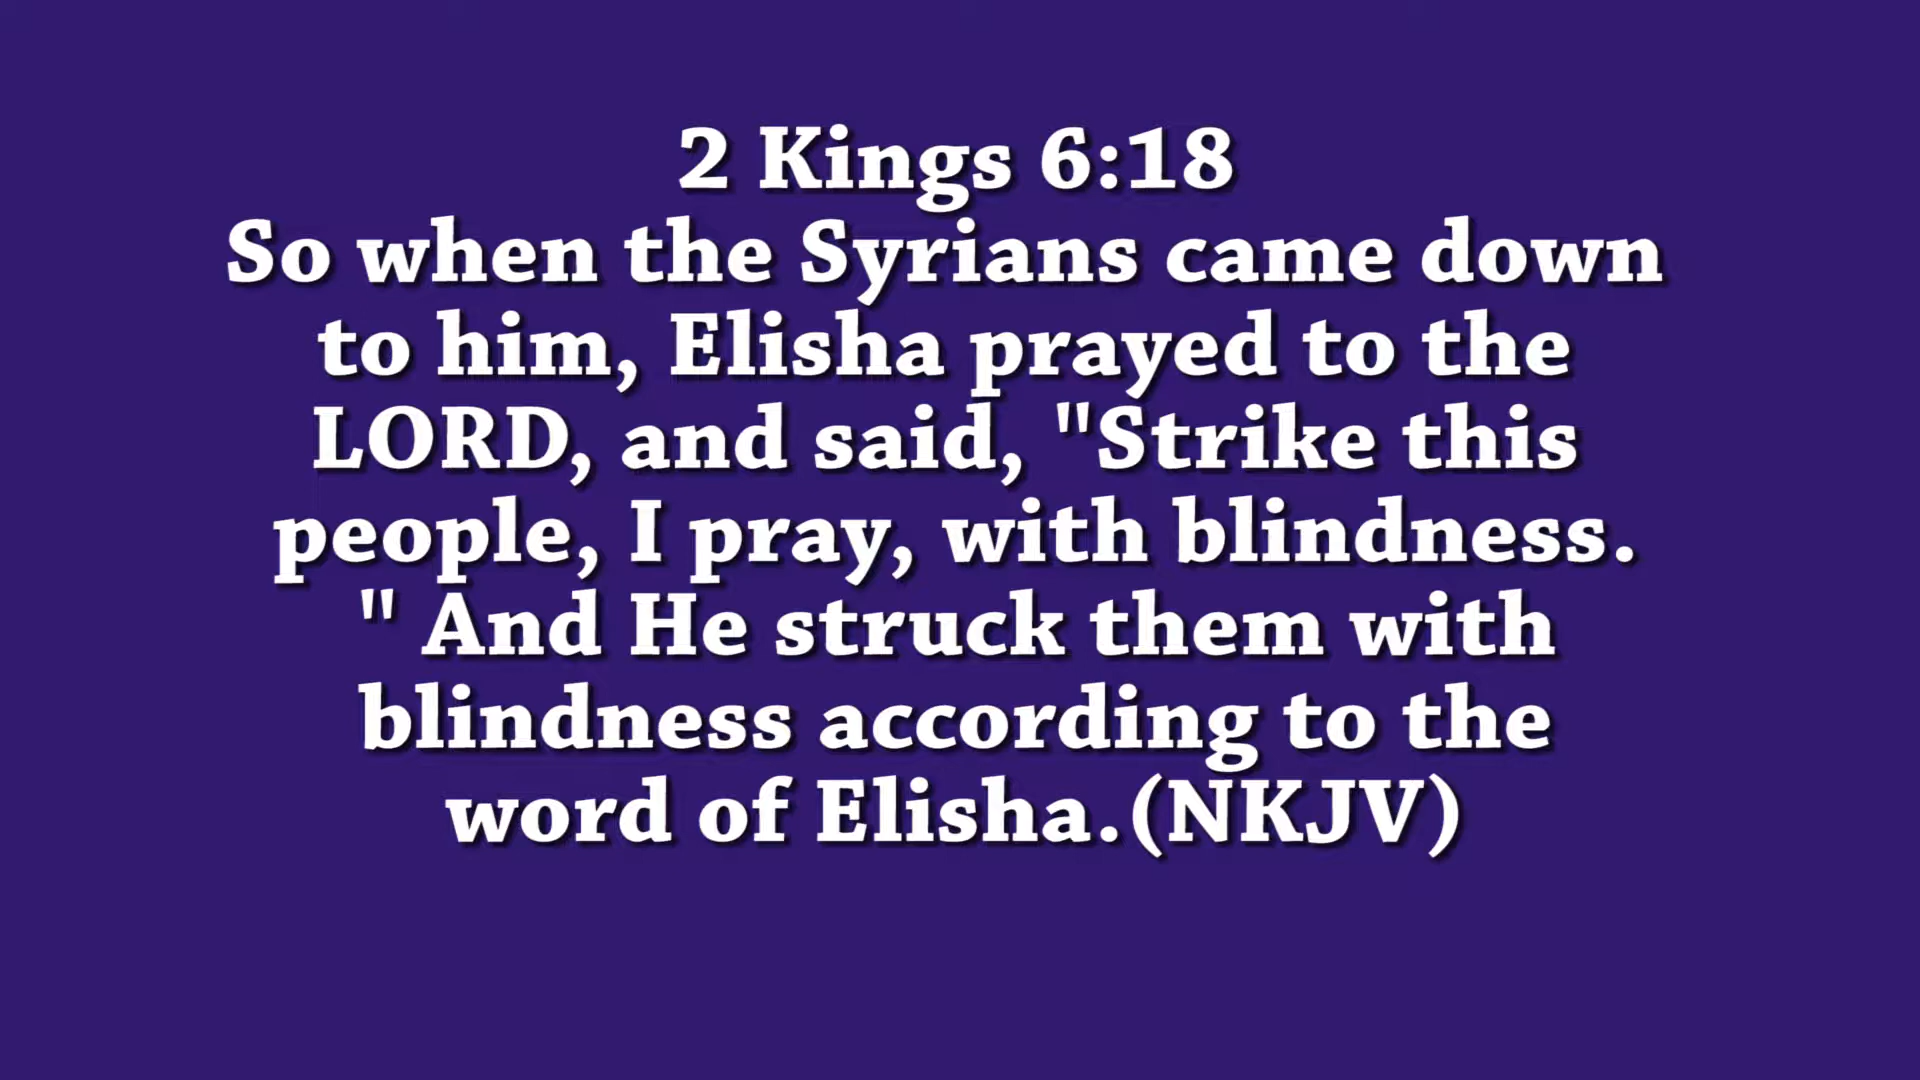 2 Kings 6:18
So when the Syrians came down
to him, Elisha prayed to the
LORD, and said, "Strike this
people, I pray, with blindness.
" And He struck them with
blindness according to the
word of Elisha.(NKJV)